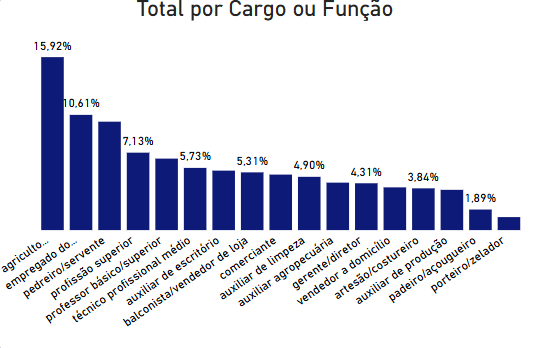 Total por Cargo ou Função
15,92%
10,61%
7,13%
5,73%
5,31%
4,90%
4,31%
3,84%
1,89%
agriculto...
empregado do...
pedreiro/servente
profissão superior
professor básico/superior
técnico profissional médio
auxiliar de escritório
balconista/vendedor de loja
comerciante
auxiliar de limpeza
auxiliar agropecuária
gerente/diretor
vendedor a domicílio
artesão/costureiro
auxiliar de produção
padeiro/açougueiro
porteiro/zelador